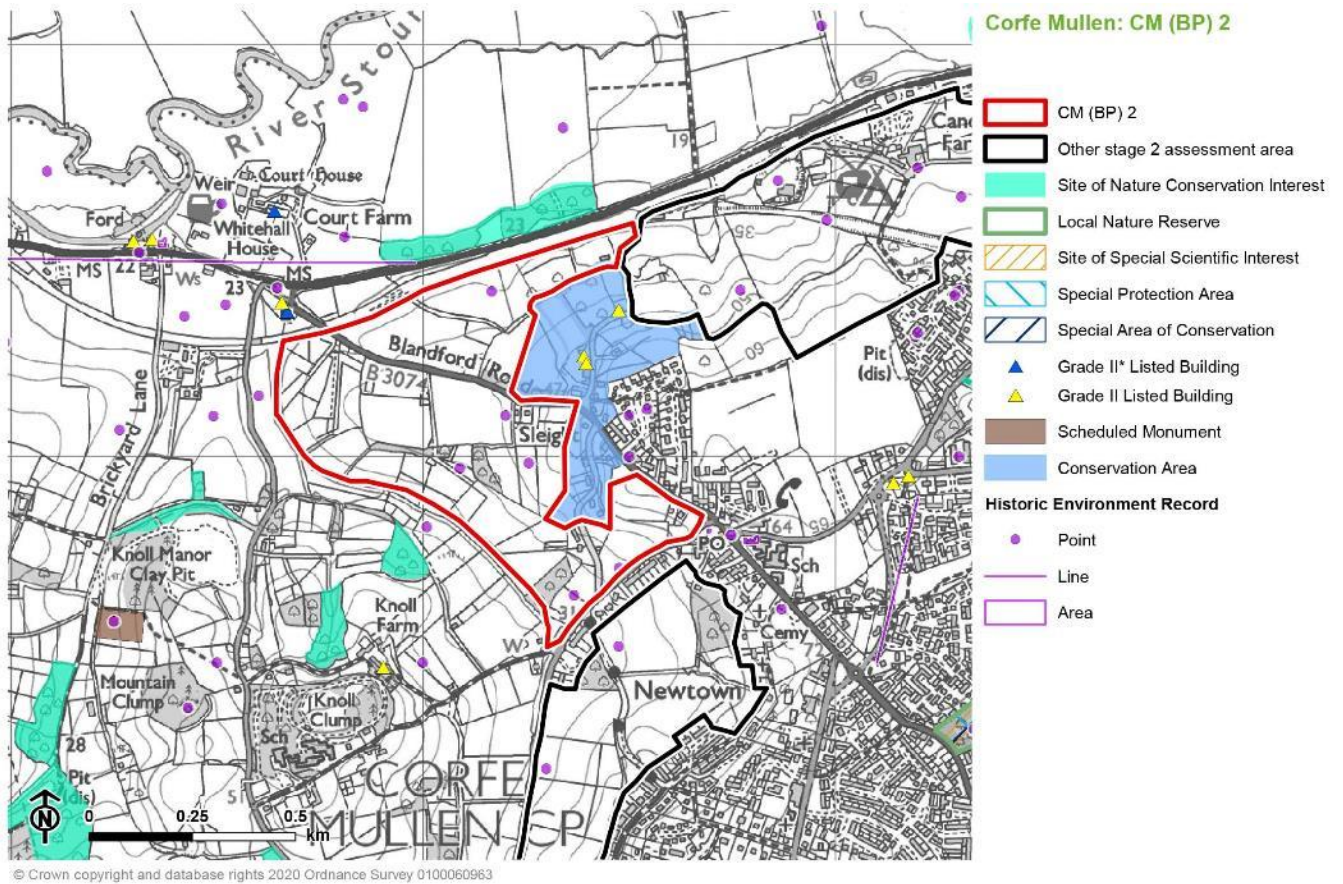 Corfe Mullen: CM (BP) 2
CM (BP) 2
Other stage 2 assessment area
Site of Nature Conservation Interest
Local Nature Reserve
Site of Special Scientific Interest
Special Protection Area
Special Area of Conservation
Grade II* Listed Building
Grade II Listed Building
Scheduled Monument
Conservation Area
Historic Environment Record
Point
Line
Area
River Stour
19
Weir
Court House
Ford
Whitehall
House
Court Farm
23
35
MS
22
Ws
MS
23
50
60
Blandford Road
B 3074
47
Pit
(dis)
Brickyard Lane
Sleight
64
85
PO
Sch
Knoll Manor
Clay Pit
Knoll
Farm
31
W
Cemy
72
Mountain
Clump
Newtown
Knoll
Clump
Sch
28
Pit
(dis)
51
CORFE
MULLEN CP
N
0
0.25
0.5
km
© Crown copyright and database rights 2020 Ordnance Survey 0100060963